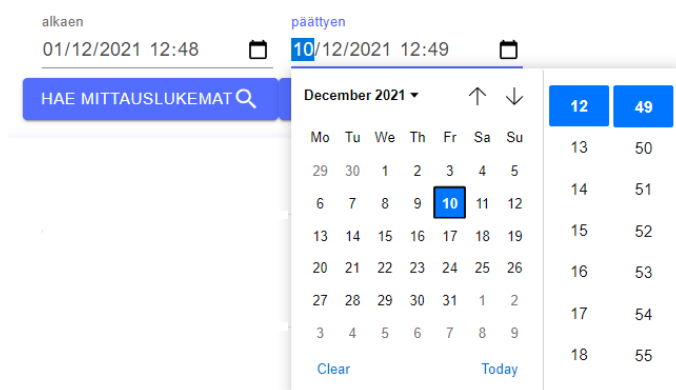 alkaen päättyen
01/12/2021 12:48 10/12/2021 12:49
HAE MITTAUSLUKEMAT
December 2021 12 49
Mo Tu We Th Fr Sa Su 13 50
29 30 1 2 3 4 5 14 51
6 7 8 9 10 11 12 15 52
13 14 15 16 17 18 19 16 53
20 21 22 23 24 25 26 17 54
27 28 29 30 31 1 2 18 55
3 4 5 6 7 8 9
Clear Today